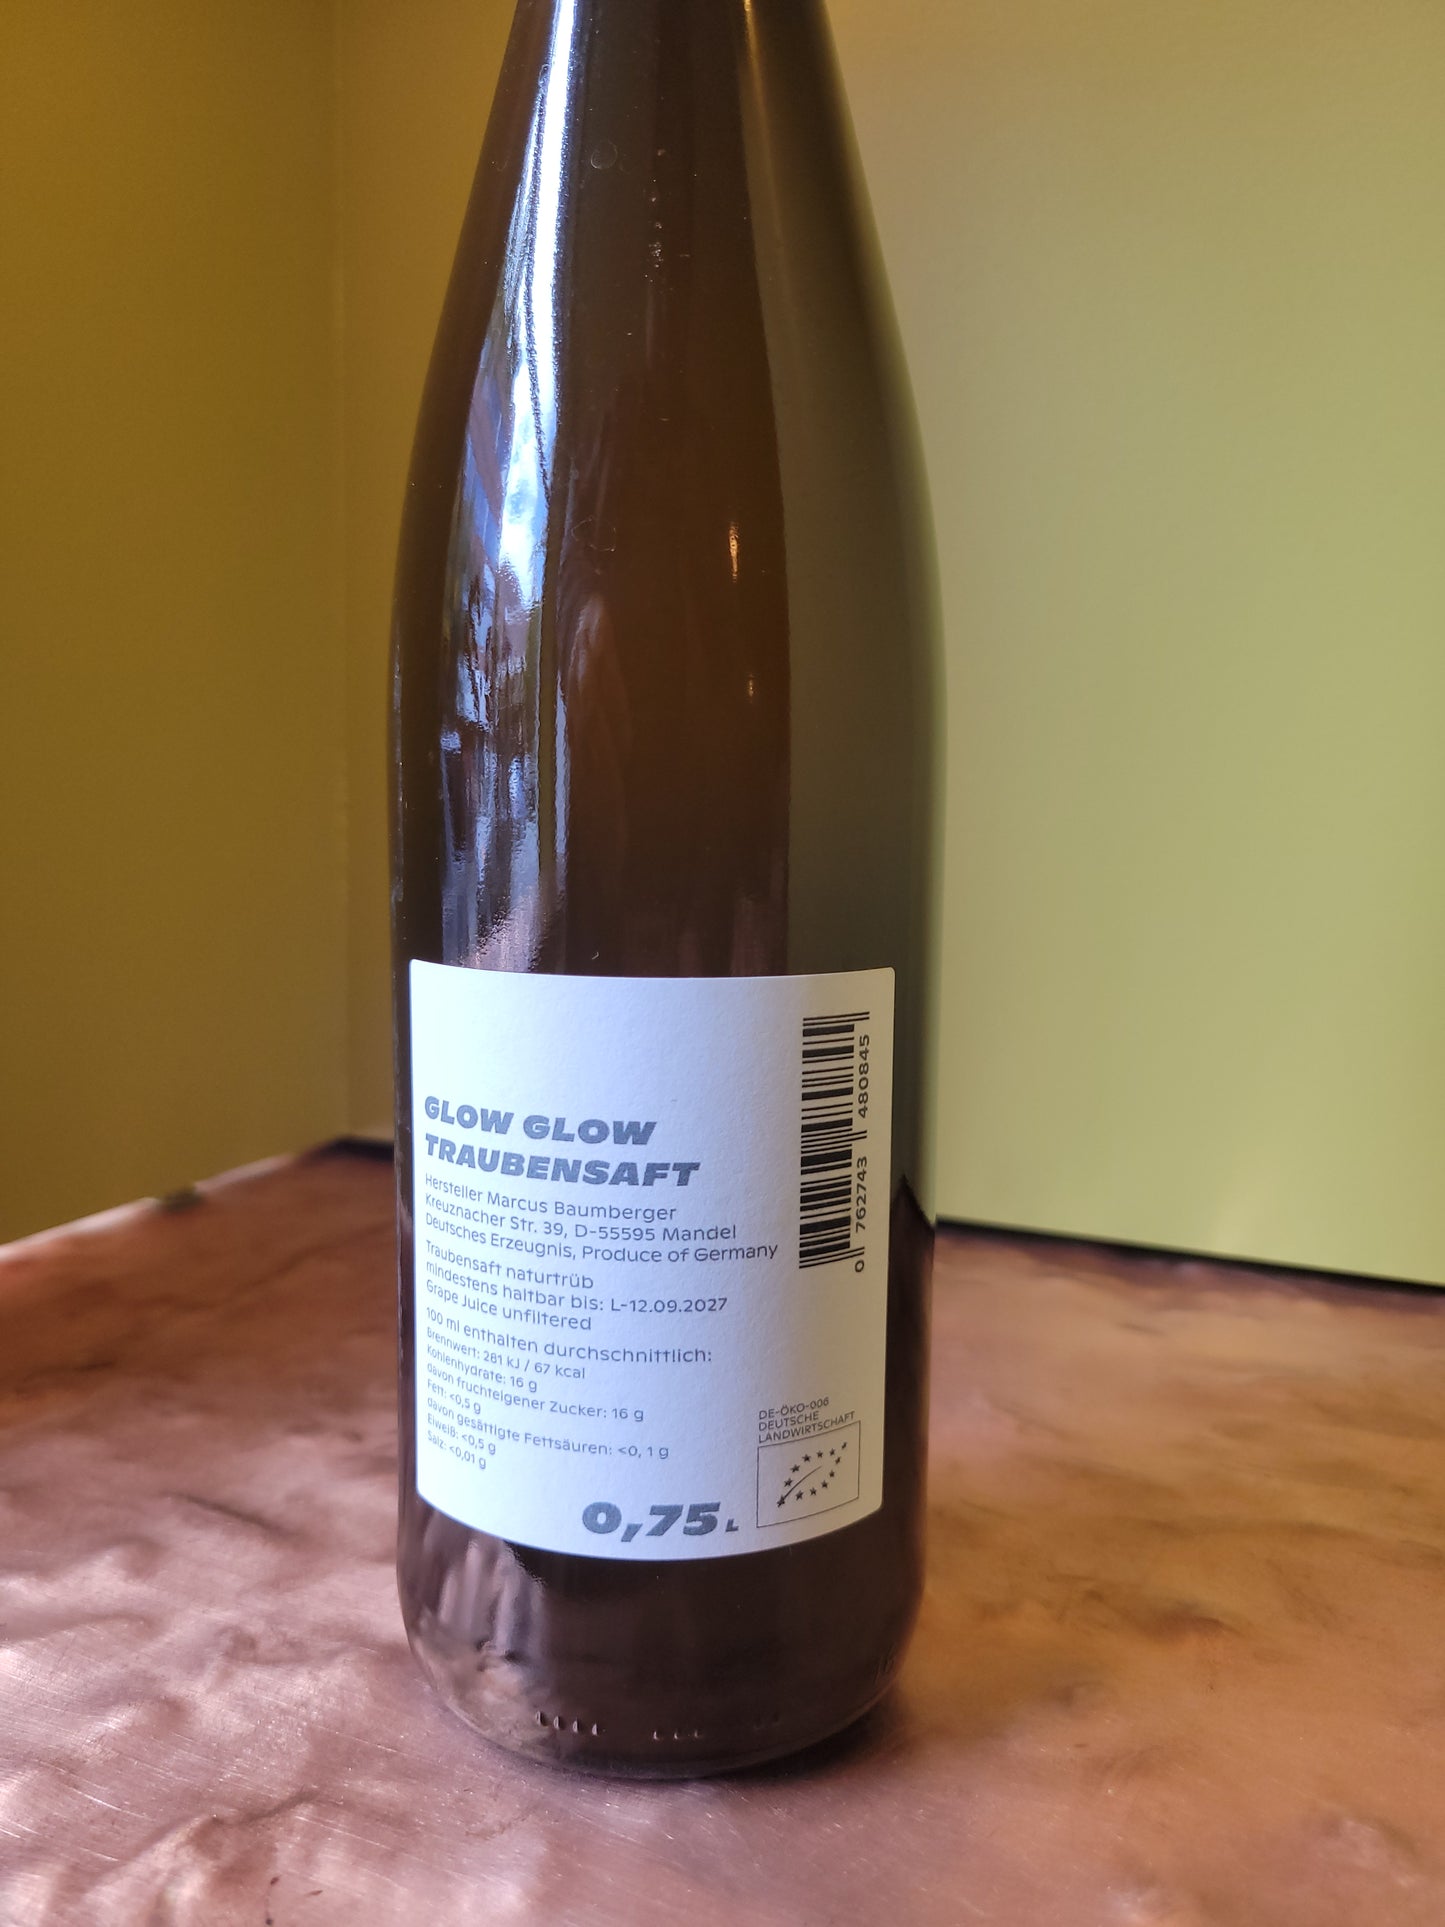 GLOW GLOW
TRAUBENSAFT
Hersteller Marcus Baumberger
Kreuznacher Str. 39, D-55595 Mandel
Deutsches Erzeugnis, Produce of Germany
Traubensaft naturtrüb
mindestens haltbar bis: L-12.09.2027
Grape Juice unfiltered
100 ml enthalten durchschnittlich:
Brennwert: 281 kJ / 67 kcal
Kohlenhydrate: 16 g
davon fruchteigener Zucker: 16 g
Fett: <0,5 g
davon gesättigte Fettsäuren: <0, 1 g
Eiweiß: <0,5 g
Salz: <0,01 g
0,75 L
0 762743 480845
DE-ÖKO-006
DEUTSCHE
LANDWIRTSCHAFT